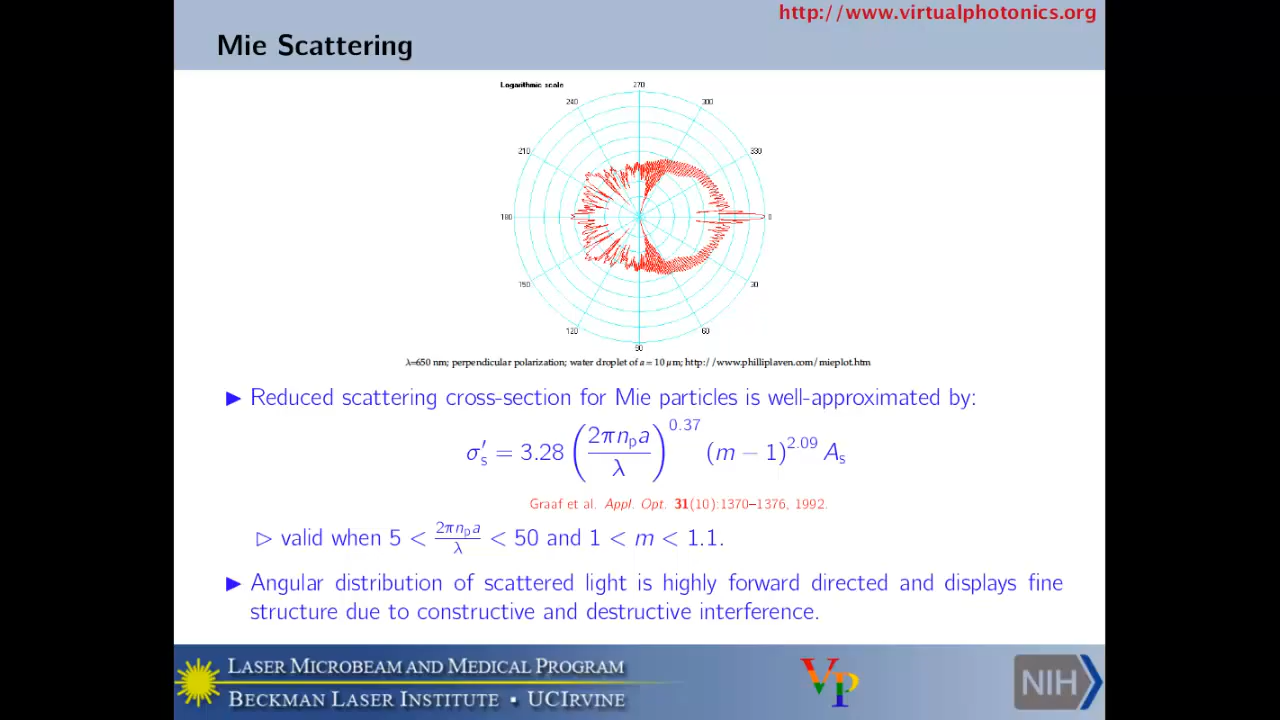 http://www.virtualphotonics.org
Mie Scattering
Logarithmic scale
270
240
300
210
330
180
0
150
30
120
60
90
λ=650 nm; perpendicular polarization; water droplet of a = 10 μm; http://www.philliplaven.com/mieplot.htm
▶ Reduced scattering cross-section for Mie particles is well-approximated by:
σ′ₛ = 3.28 (2πnₚa / λ)^0.37 (m − 1)^2.09 Aₛ
Graaf et al. Appl. Opt. 31(10):1370–1376, 1992.
▷ valid when 5 < 2πnₚa / λ < 50 and 1 < m < 1.1.
▶ Angular distribution of scattered light is highly forward directed and displays fine
structure due to constructive and destructive interference.
LASER MICROBEAM AND MEDICAL PROGRAM
BECKMAN LASER INSTITUTE ▪ UCIRVINE
VP
NIH